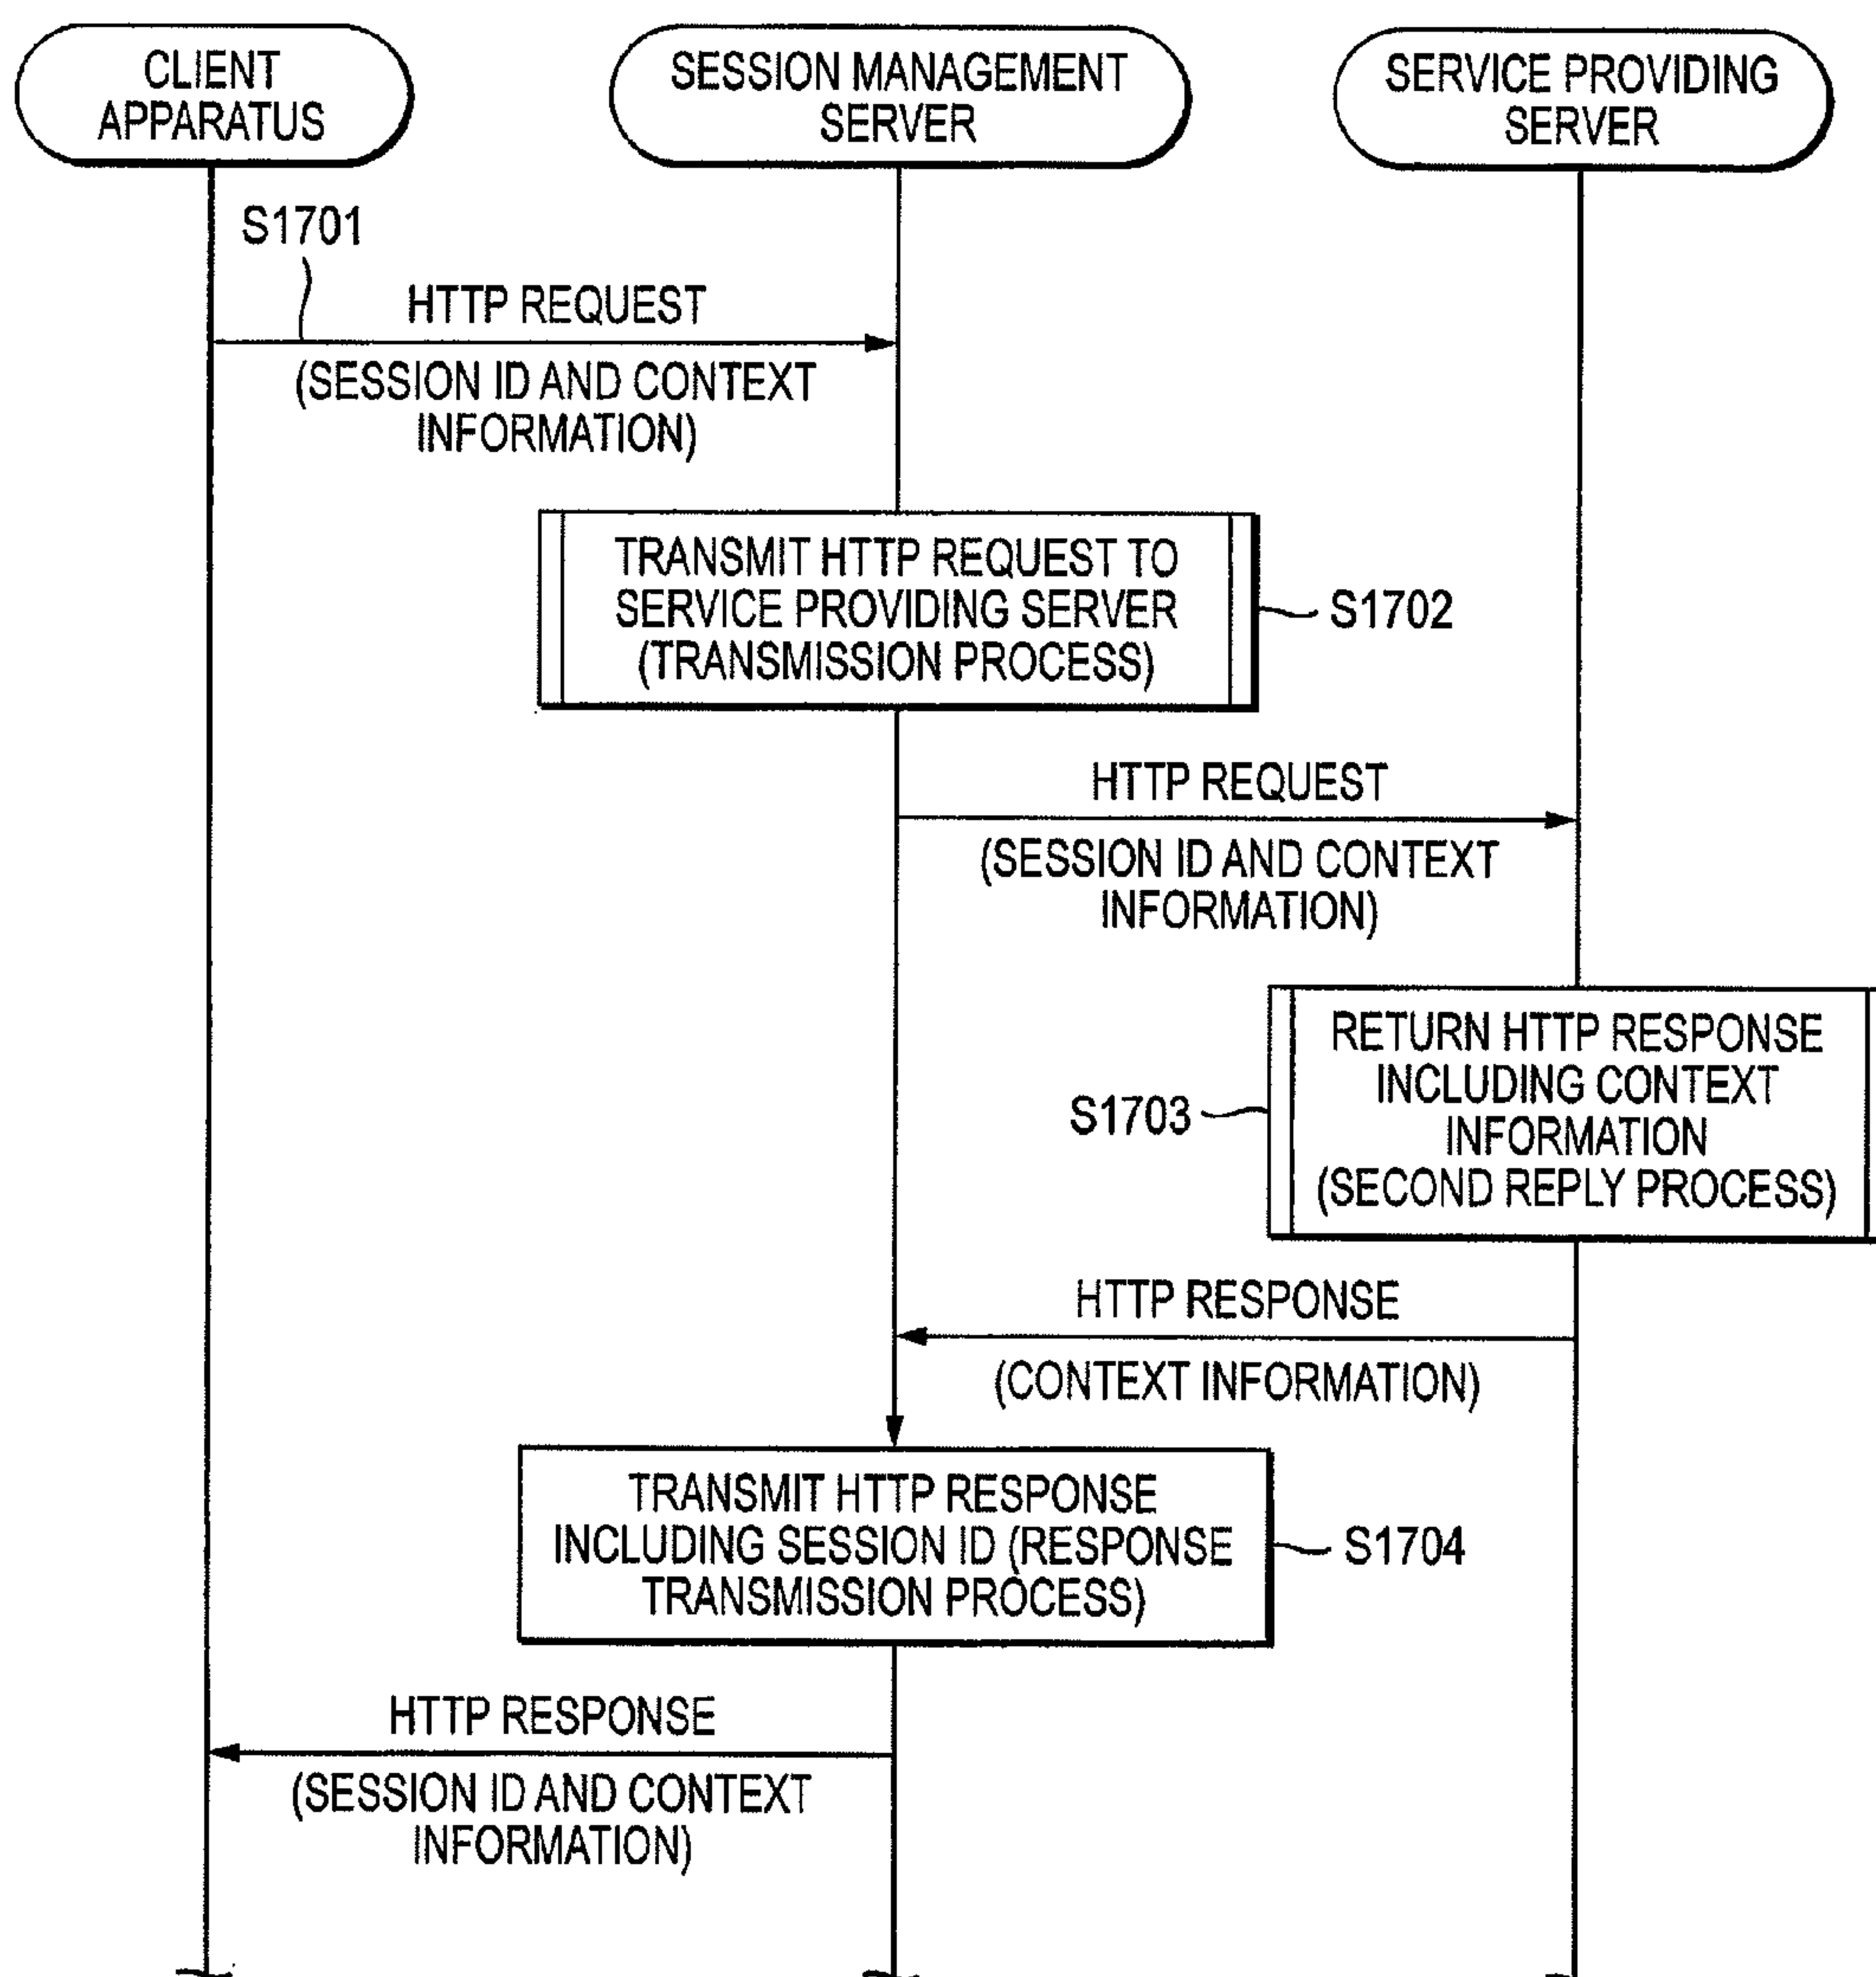 CLIENT
APPARATUS
SESSION MANAGEMENT
SERVER
SERVICE PROVIDING
SERVER
S1701
HTTP REQUEST
(SESSION ID AND CONTEXT
INFORMATION)
TRANSMIT HTTP REQUEST TO
SERVICE PROVIDING SERVER
(TRANSMISSION PROCESS)
S1702
HTTP REQUEST
(SESSION ID AND CONTEXT
INFORMATION)
RETURN HTTP RESPONSE
INCLUDING CONTEXT
INFORMATION
(SECOND REPLY PROCESS)
S1703
HTTP RESPONSE
(CONTEXT INFORMATION)
TRANSMIT HTTP RESPONSE
INCLUDING SESSION ID (RESPONSE
TRANSMISSION PROCESS)
S1704
HTTP RESPONSE
(SESSION ID AND CONTEXT
INFORMATION)